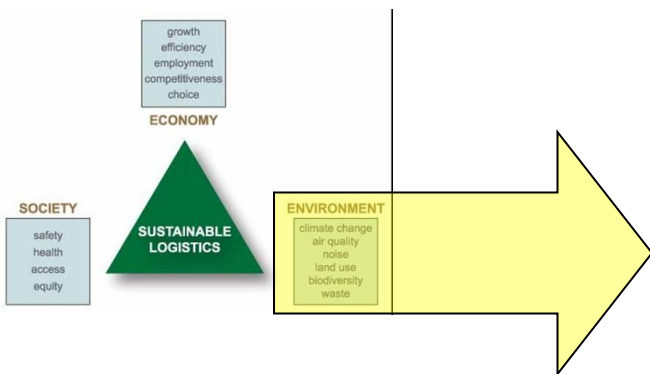 growth
efficiency
employment
competitiveness
choice
ECONOMY
SOCIETY
safety
health
access
equity
SUSTAINABLE
LOGISTICS
ENVIRONMENT
climate change
air quality
noise
land use
biodiversity
waste